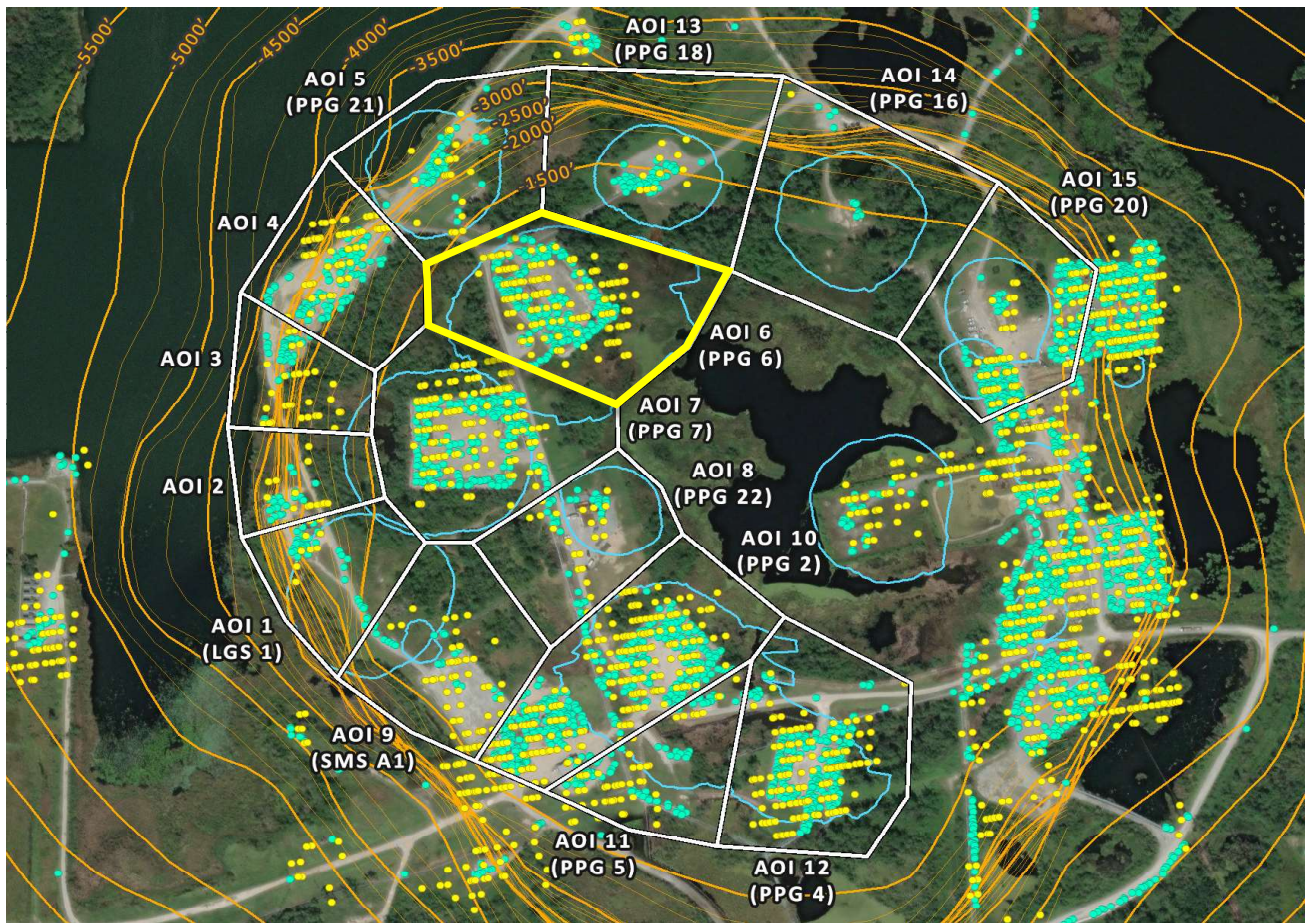 -5500'
-5000'
-4500'
-4000'
-3500'
-3000'
-2500'
-2000'
-1500'
AOI 13
(PPG 18)
AOI 5
(PPG 21)
AOI 14
(PPG 16)
AOI 15
(PPG 20)
AOI 4
AOI 3
AOI 6
(PPG 6)
AOI 7
(PPG 7)
AOI 2
AOI 8
(PPG 22)
AOI 10
(PPG 2)
AOI 1
(LGS 1)
AOI 9
(SMS A1)
AOI 11
(PPG 5)
AOI 12
(PPG 4)